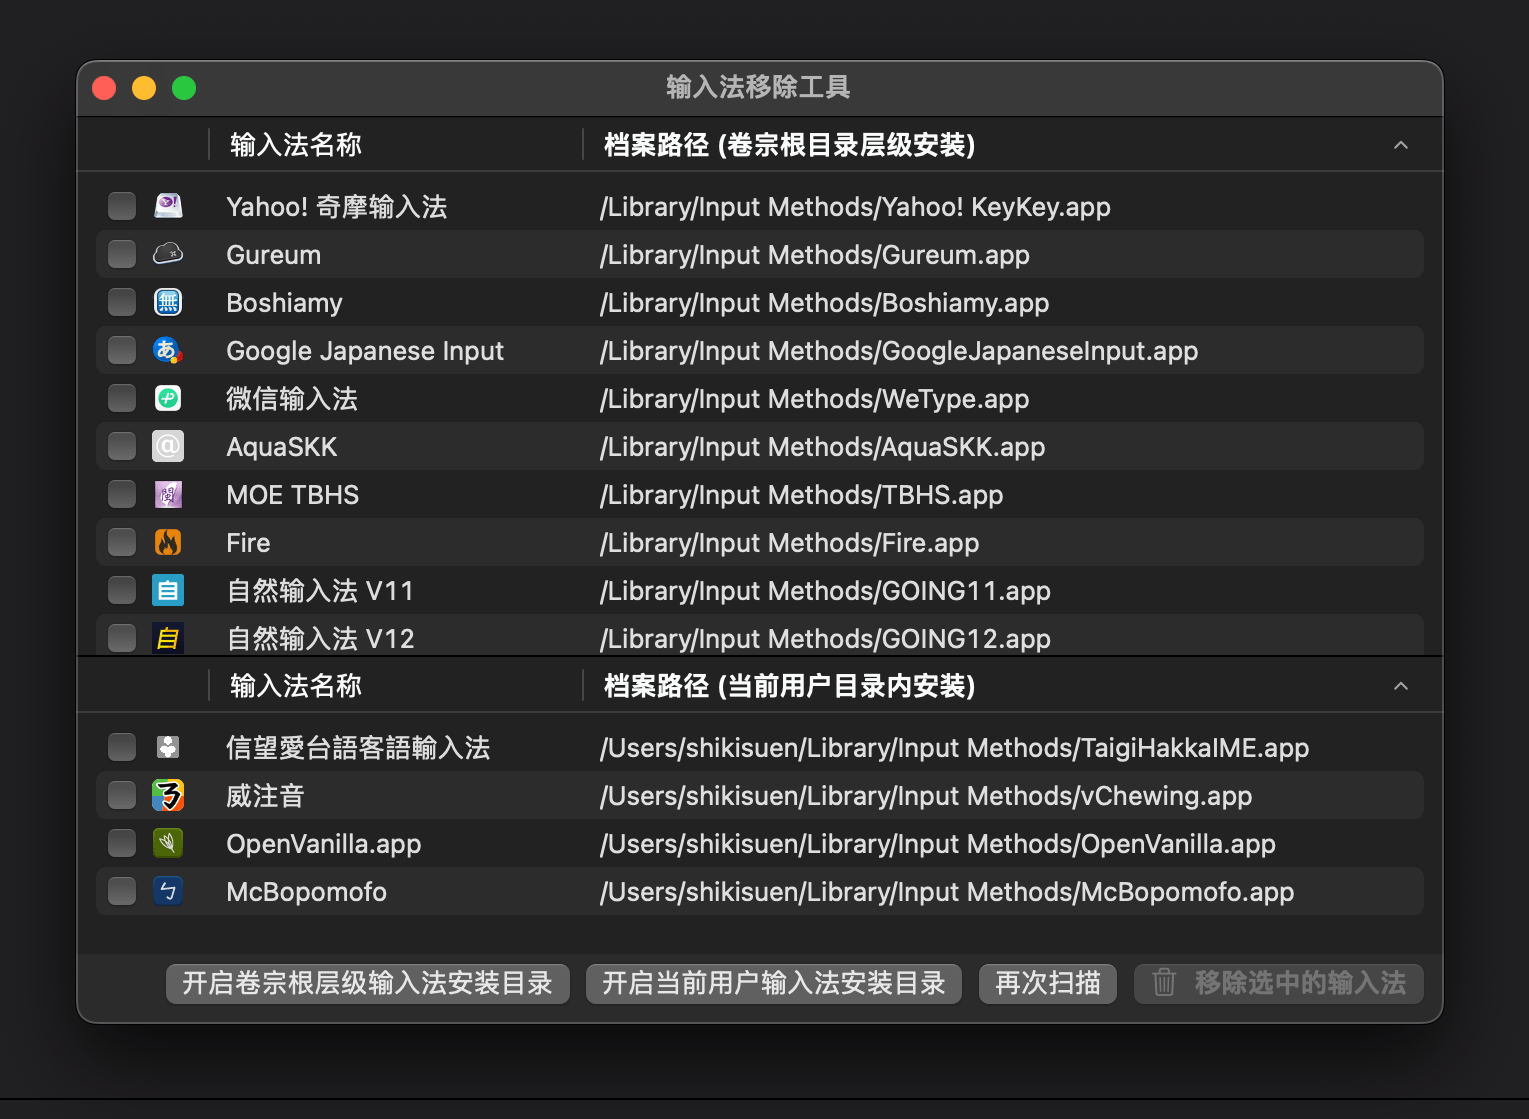 输入法移除工具
输入法名称 档案路径 (卷宗根目录层级安装)
Yahoo! 奇摩输入法 /Library/Input Methods/Yahoo! KeyKey.app
Gureum /Library/Input Methods/Gureum.app
無 Boshiamy /Library/Input Methods/Boshiamy.app
あ Google Japanese Input /Library/Input Methods/GoogleJapaneseInput.app
微信输入法 /Library/Input Methods/WeType.app
@ AquaSKK /Library/Input Methods/AquaSKK.app
閩 MOE TBHS /Library/Input Methods/TBHS.app
Fire /Library/Input Methods/Fire.app
自 自然输入法 V11 /Library/Input Methods/GOING11.app
自 自然输入法 V12 /Library/Input Methods/GOING12.app
输入法名称 档案路径 (当前用户目录内安装)
信望愛台語客語輸入法 /Users/shikisuen/Library/Input Methods/TaigiHakkaIME.app
ㄋ 威注音 /Users/shikisuen/Library/Input Methods/vChewing.app
OpenVanilla.app /Users/shikisuen/Library/Input Methods/OpenVanilla.app
ㄅ McBopomofo /Users/shikisuen/Library/Input Methods/McBopomofo.app
开启卷宗根层级输入法安装目录 开启当前用户输入法安装目录 再次扫描 移除选中的输入法